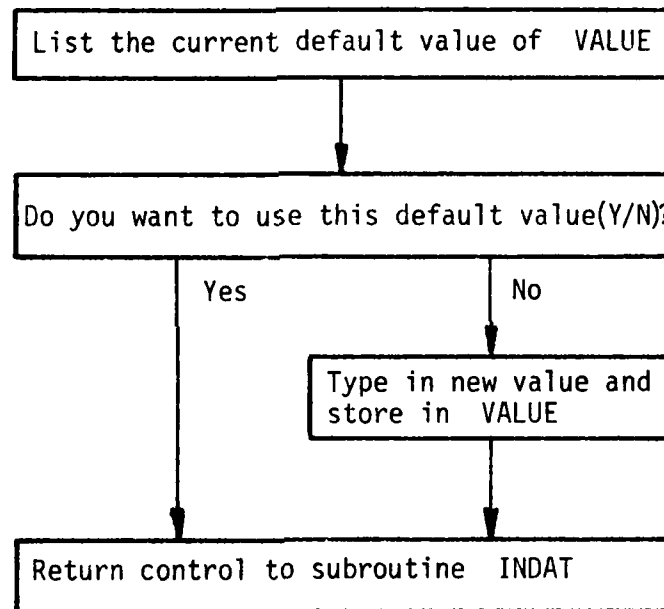 List the current default value of VALUE
Do you want to use this default value(Y/N)?
Yes
No
Type in new value and
store in VALUE
Return control to subroutine INDAT